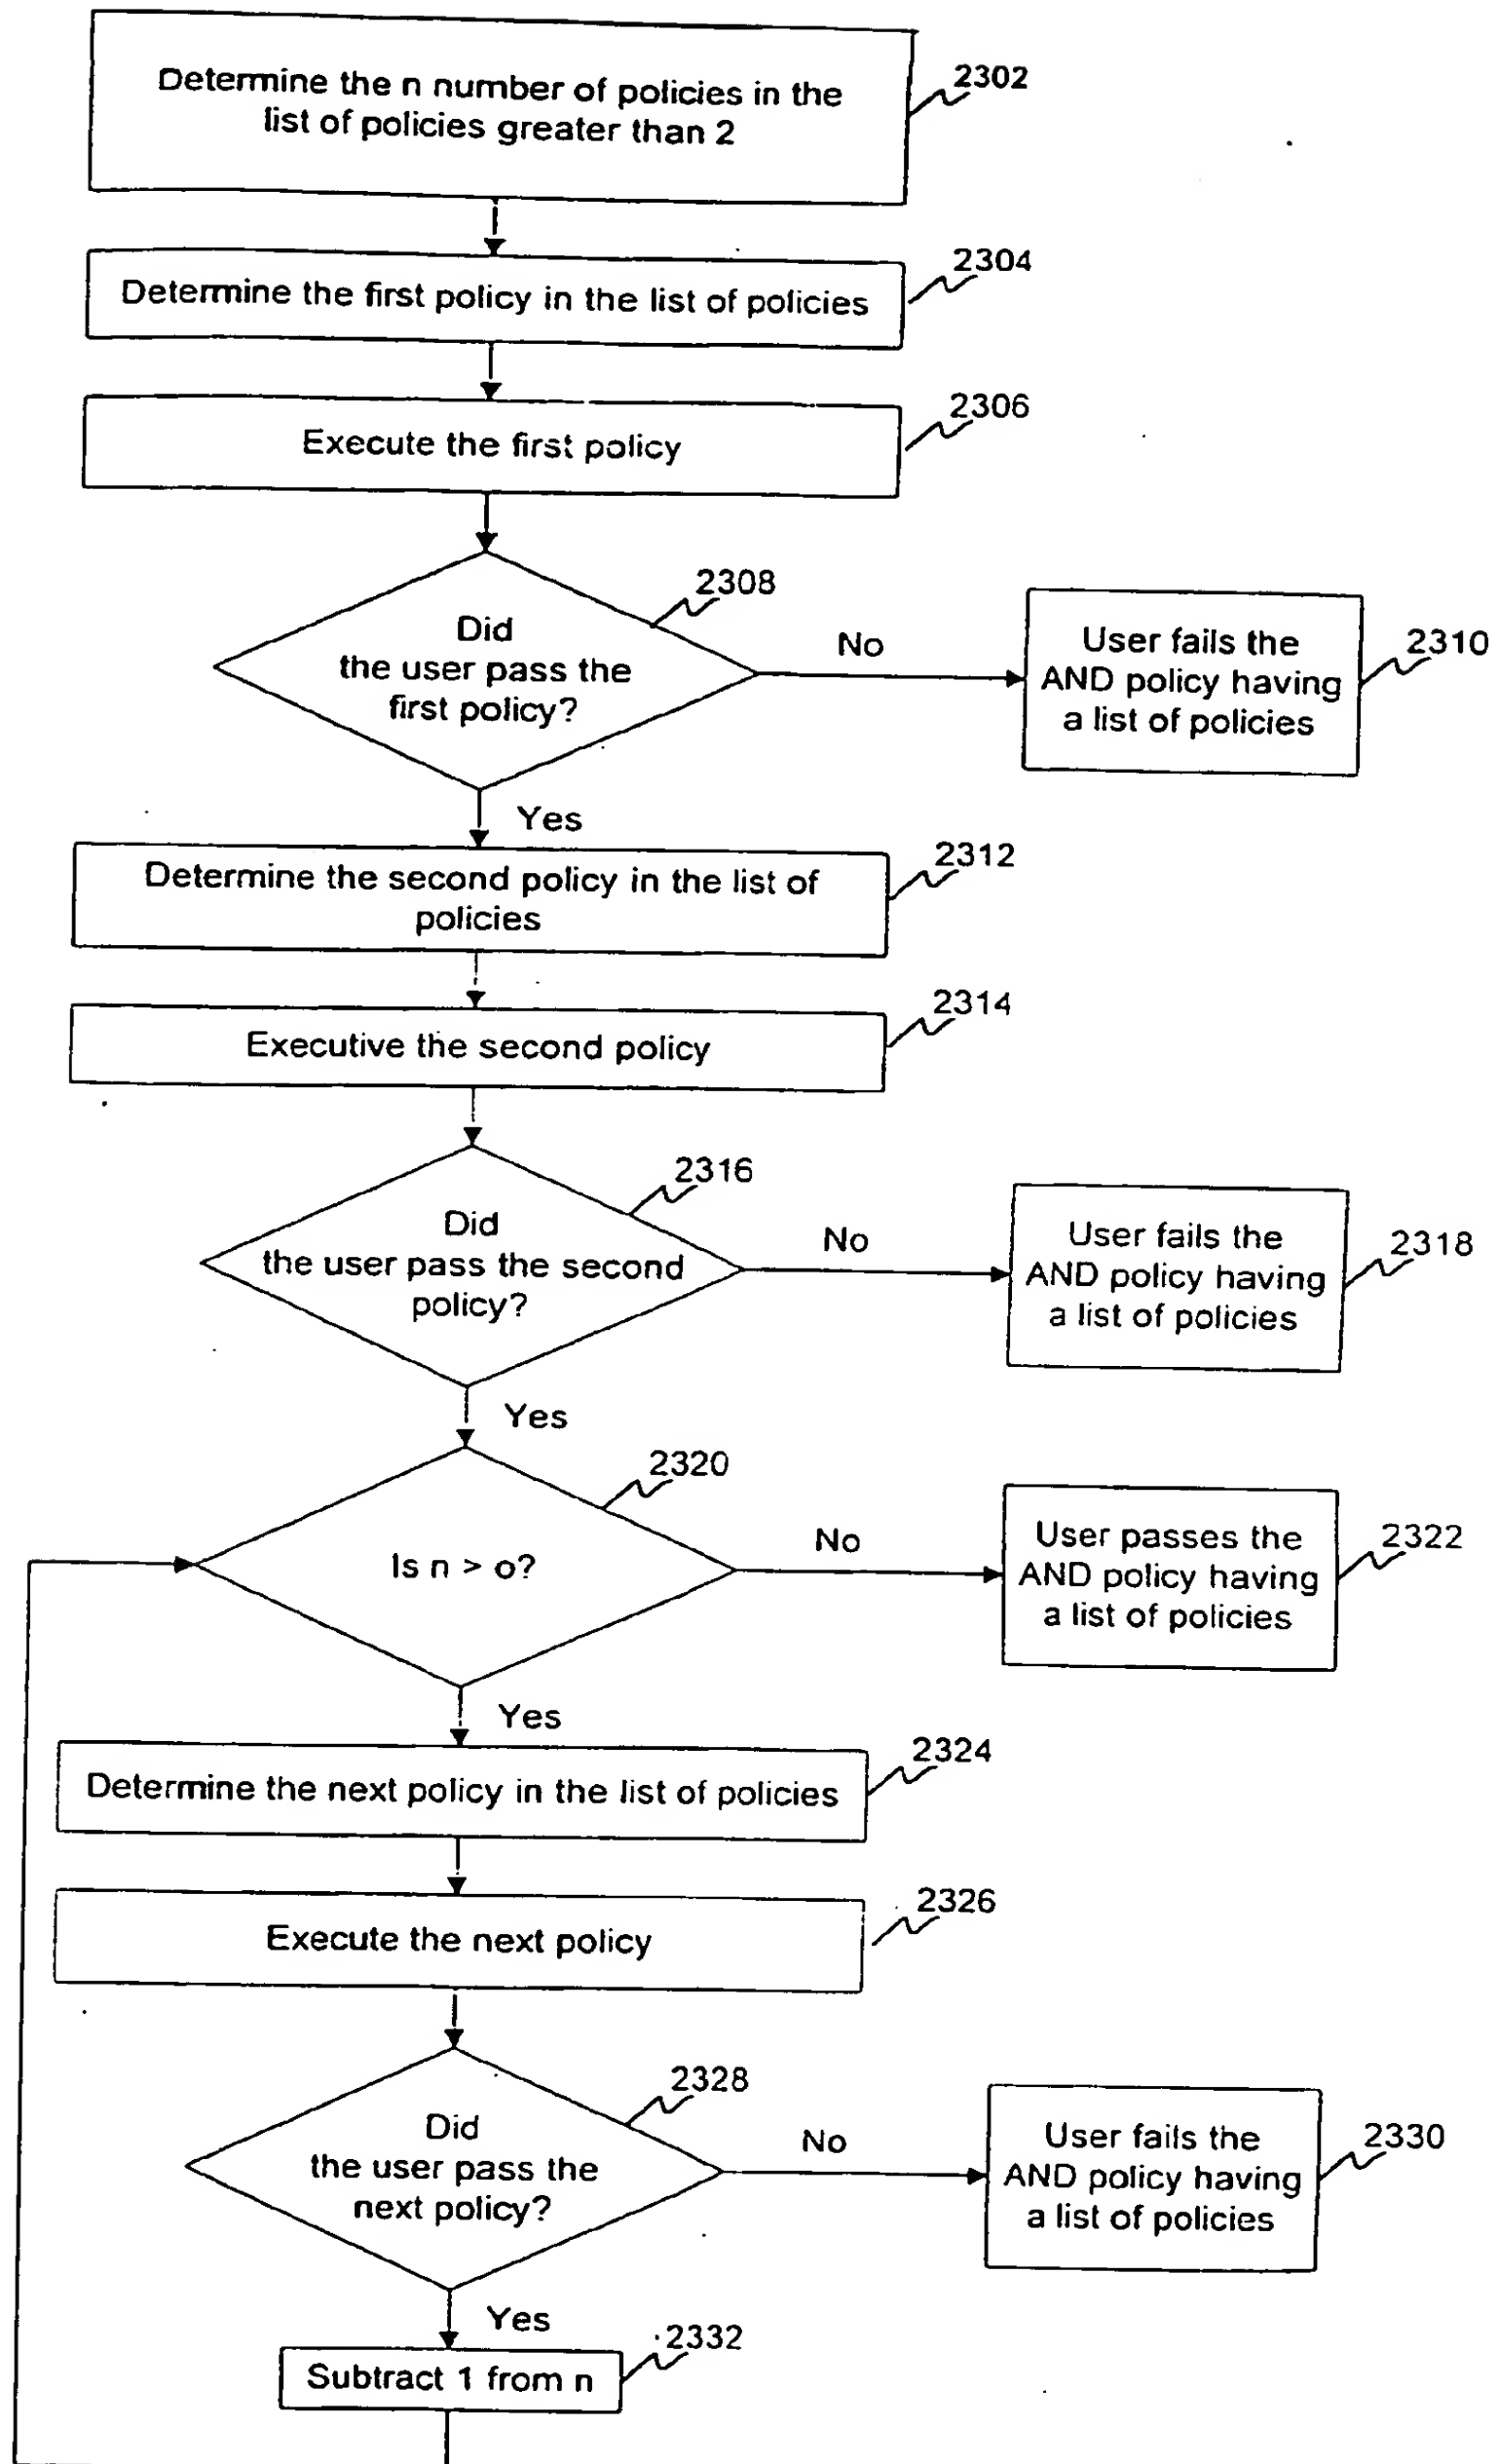 Determine the n number of policies in the
list of policies greater than 2
2302
Determine the first policy in the list of policies
2304
Execute the first policy
2306
Did
the user pass the
first policy?
2308
No
User fails the
AND policy having
a list of policies
2310
Yes
Determine the second policy in the list of
policies
2312
Executive the second policy
2314
Did
the user pass the second
policy?
2316
No
User fails the
AND policy having
a list of policies
2318
Yes
Is n > o?
2320
No
User passes the
AND policy having
a list of policies
2322
Yes
Determine the next policy in the list of policies
2324
Execute the next policy
2326
Did
the user pass the
next policy?
2328
No
User fails the
AND policy having
a list of policies
2330
Yes
Subtract 1 from n
2332